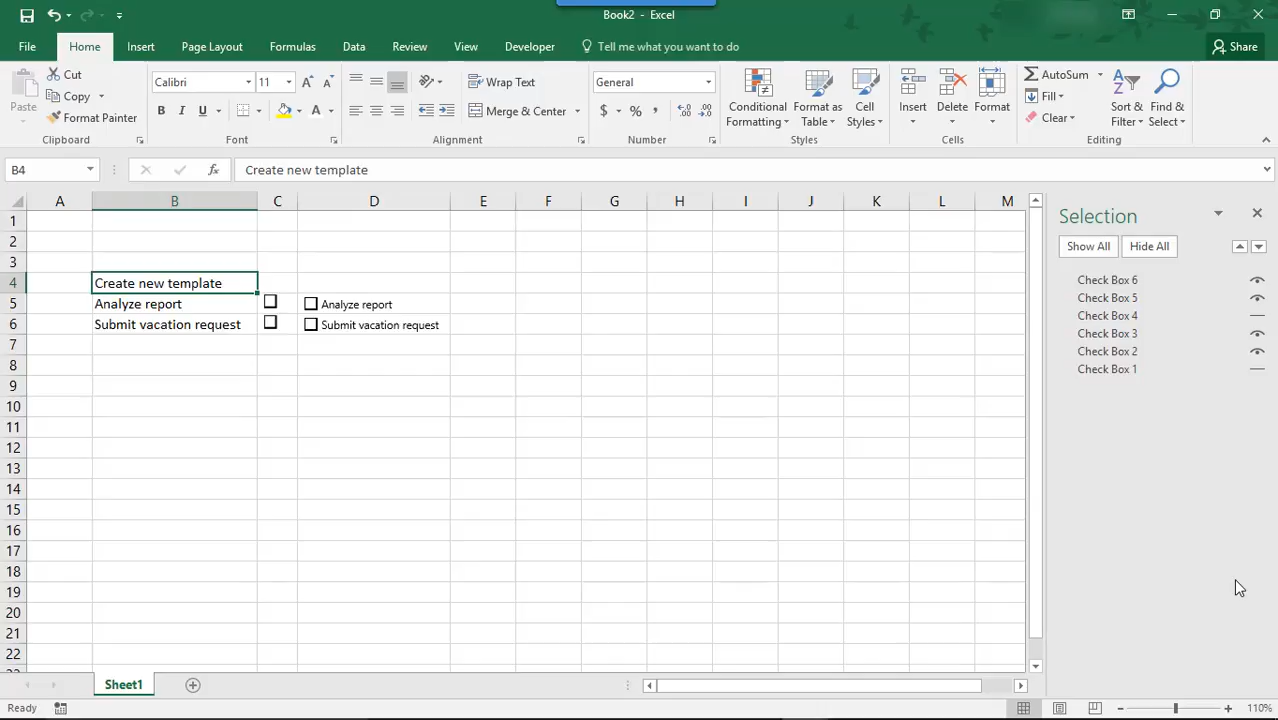 Book2 - Excel
File Home Insert Page Layout Formulas Data Review View Developer Tell me what you want to do Share
Paste Cut Copy Format Painter Clipboard
Calibri 11 B I U A Font
Wrap Text Merge & Center Alignment
General $ % , Number
Conditional Formatting Format as Table Cell Styles Styles
Insert Delete Format Cells
AutoSum Fill Clear Sort & Filter Find & Select Editing
B4 fx Create new template
A B C D E F G H I J K L M
1
2
3
4 Create new template
5 Analyze report Analyze report
6 Submit vacation request Submit vacation request
7
8
9
10
11
12
13
14
15
16
17
18
19
20
21
22
Selection
Show All Hide All
Check Box 6
Check Box 5
Check Box 4
Check Box 3
Check Box 2
Check Box 1
Sheet1
Ready 110%